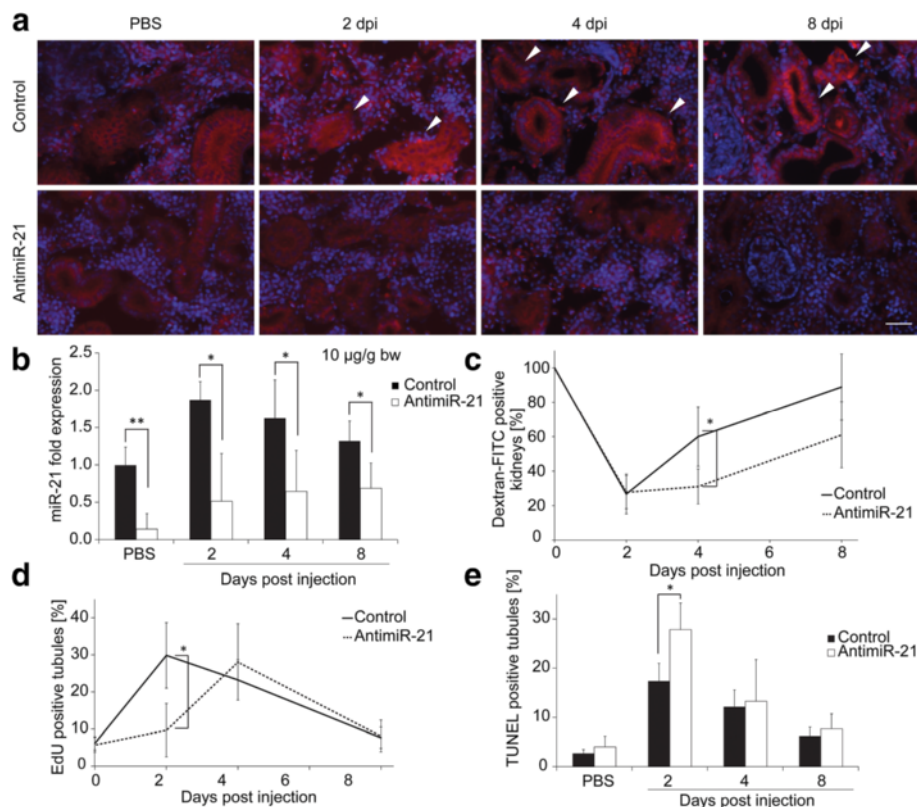 a
PBS 2 dpi 4 dpi 8 dpi
Control
AntimiR-21
b
10 µg/g bw
miR-21 fold expression
2.5
2.0
1.5
1.0
0.5
0.0
** * * *
Control
AntimiR-21
PBS 2 4 8
Days post injection
c
Dextran-FITC positive
kidneys [%]
100
80
60
40
20
0
*
Control
AntimiR-21
0 2 4 6 8
Days post injection
d
EdU positive tubules [%]
40
30
20
10
0
*
Control
AntimiR-21
0 2 4 6 8
Days post injection
e
TUNEL positive tubules [%]
30
20
10
0
*
Control
AntimiR-21
PBS 2 4 8
Days post injection